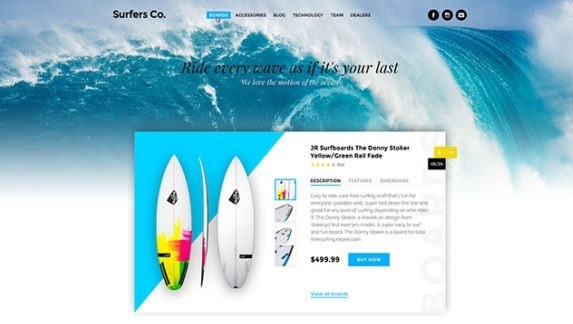 Surfers Co.
BOARDS ACCESSORIES BLOG TECHNOLOGY TEAM DEALERS
Ride every wave as if it's your last
We love the motion of the ocean
JR Surfboards The Donny Stoker
Yellow/Green Rail Fade
05/25
DESCRIPTION FEATURES DIMENSIONS
Easy to ride, care free surfing craft that's fun for
everyone, paddles well, super fast down the line and
great for any level of surfing depending on who rides
it. The Donny Stoker, a rework on design from
stokeng's first ever pro models. A super easy to surf
and fun board. The Donny Stoker is a board for total
free surfing expression.
$499.99 BUY NOW
View all boards
BOARDS